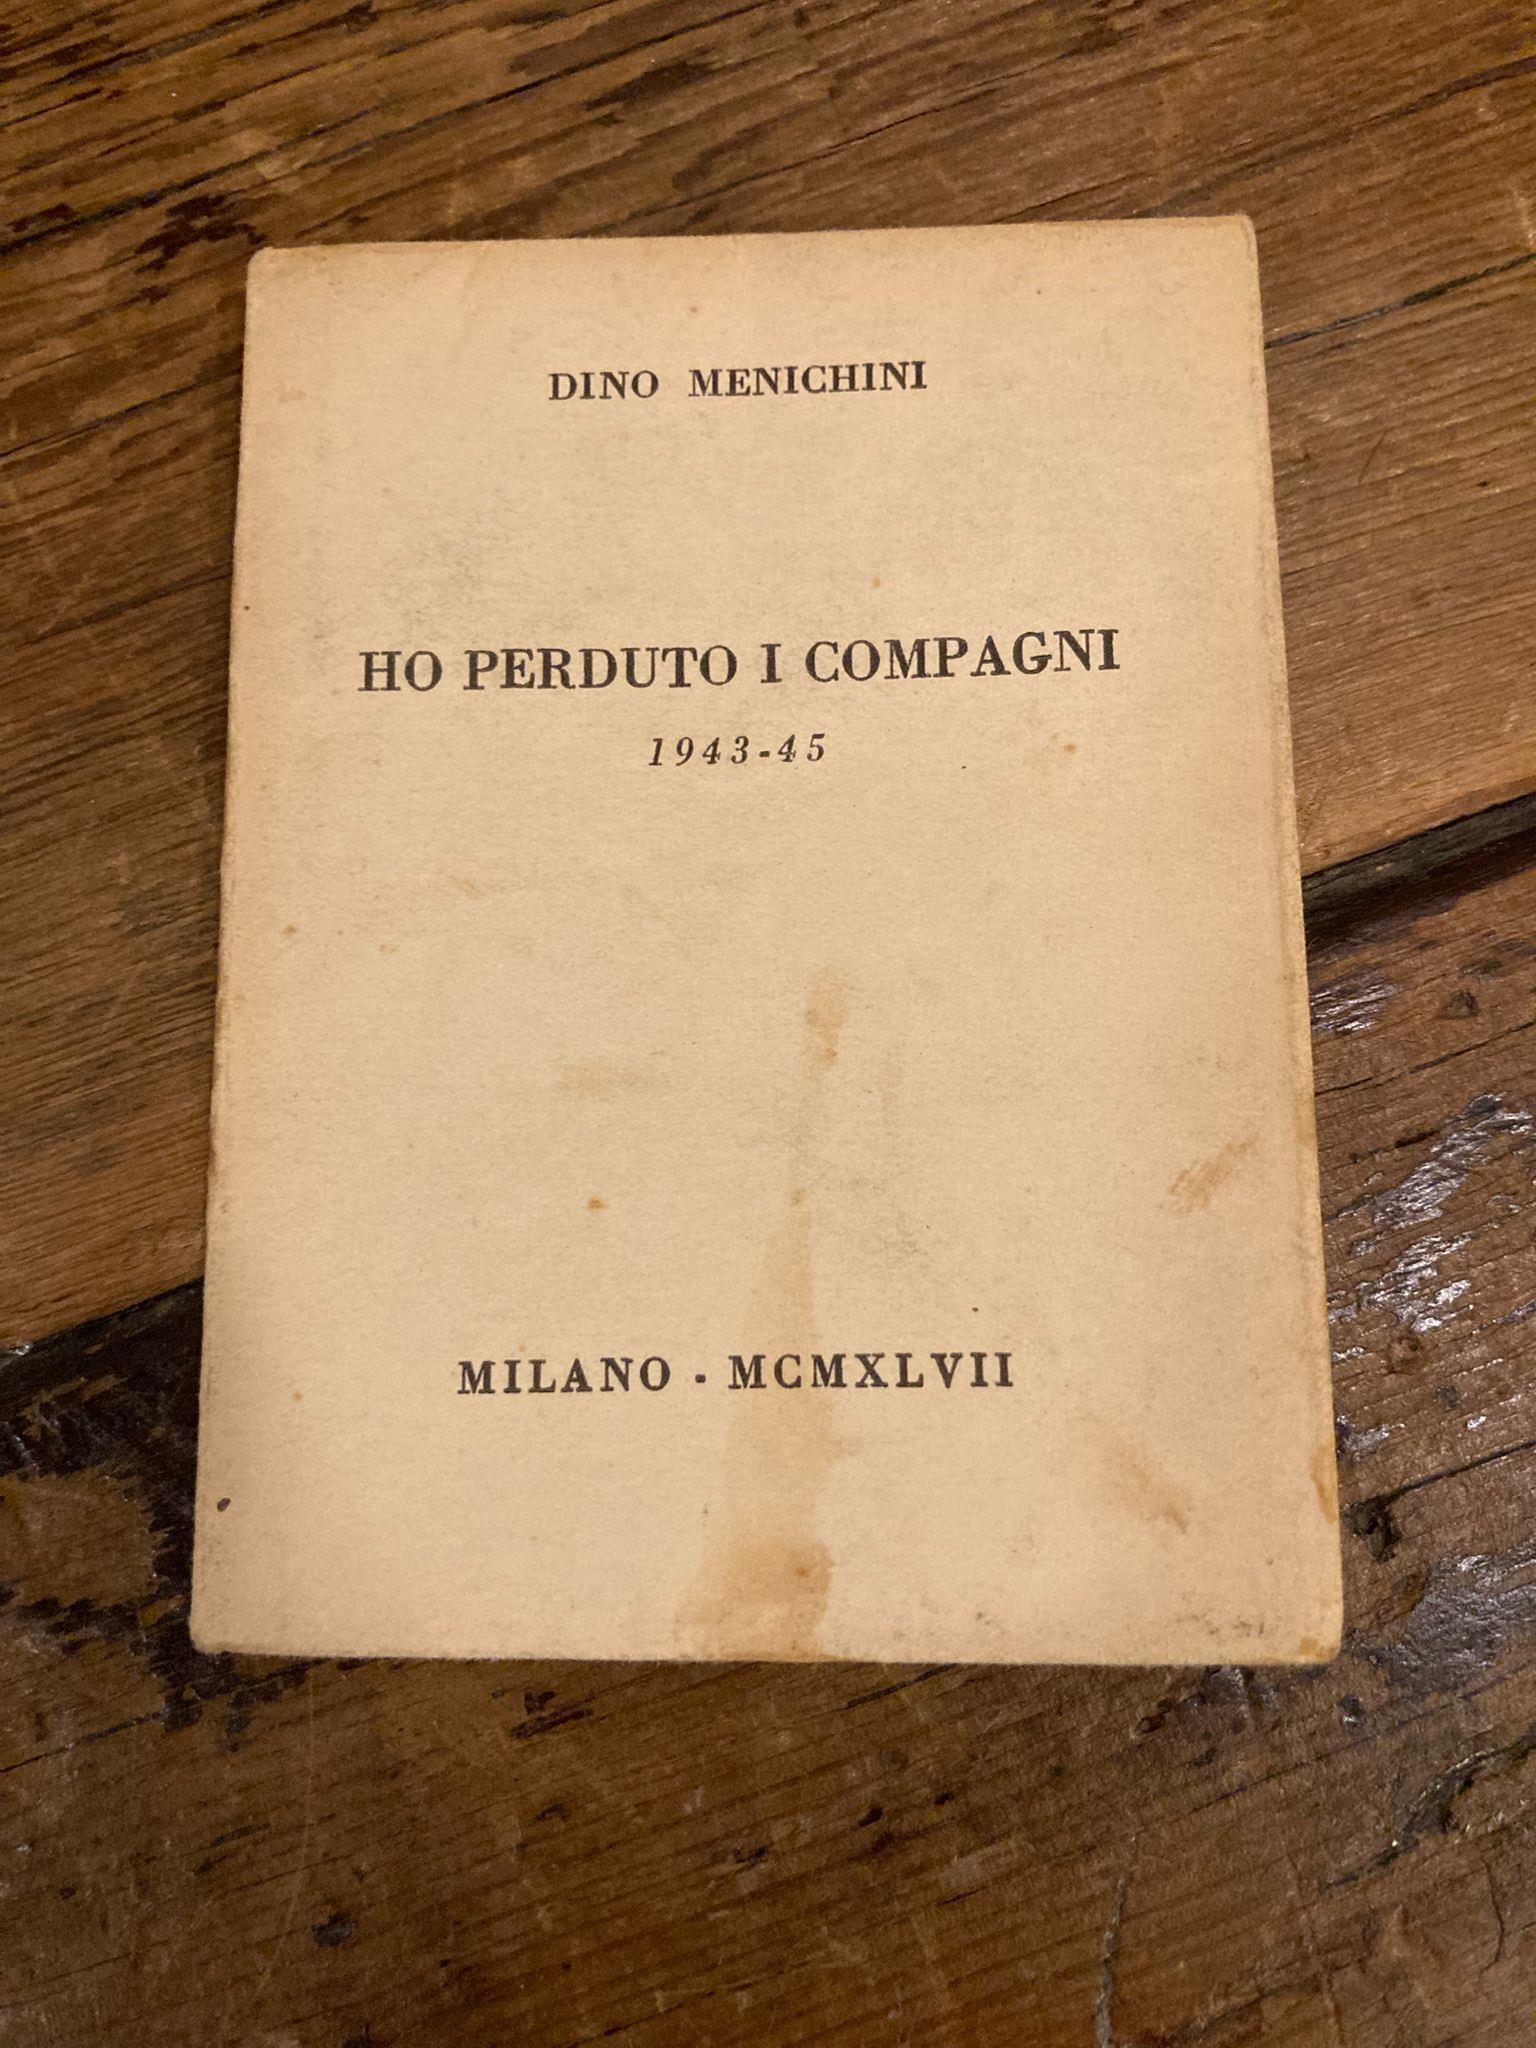 DINO MENICHINI
HO PERDUTO I COMPAGNI
1943-45
MILANO - MCMXLVII